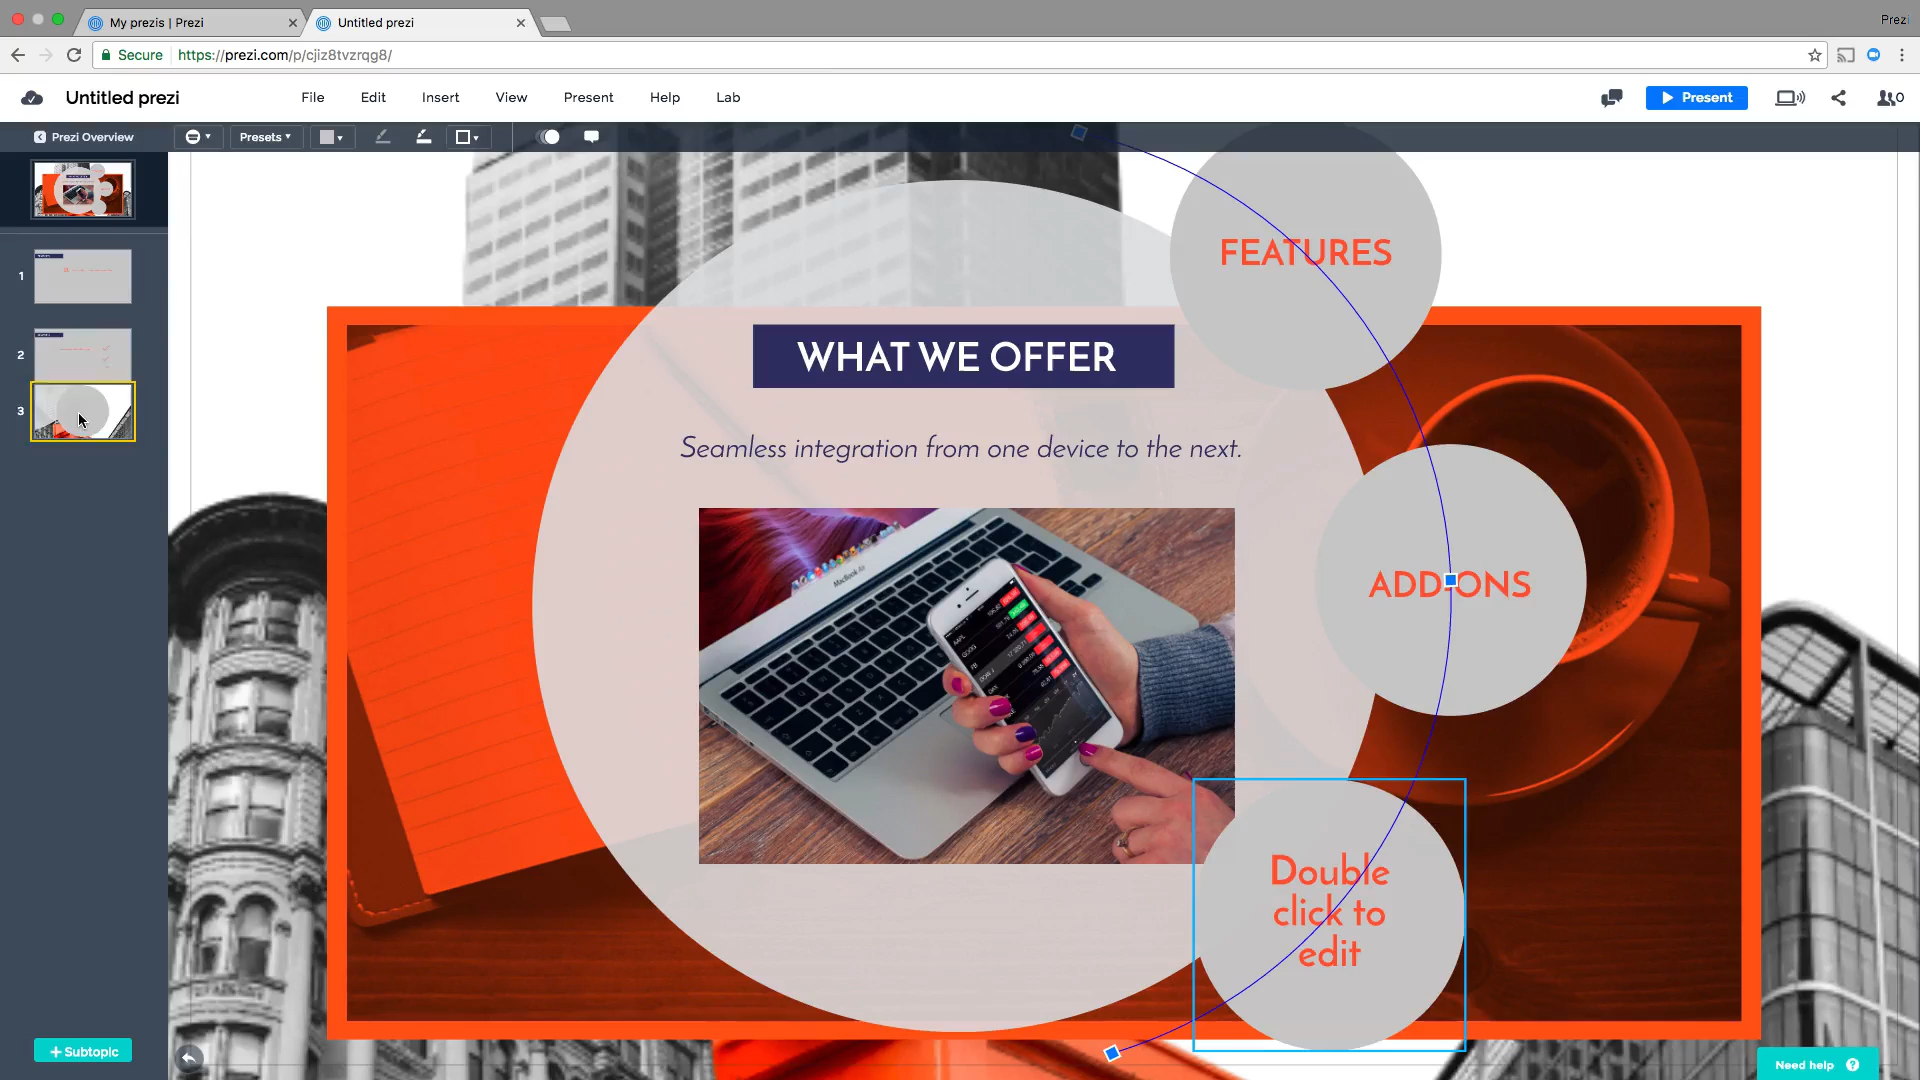 My prezis | Prezi
Untitled prezi
Prezi
Secure
https://prezi.com/p/cjiz8tvzrqg8/
Untitled prezi
File
Edit
Insert
View
Present
Help
Lab
Present
0
Prezi Overview
Presets
1
2
3
FEATURES
WHAT WE OFFER
Seamless integration from one device to the next.
MacBook Air
ADD-ONS
Double
click to
edit
+ Subtopic
Need help ?